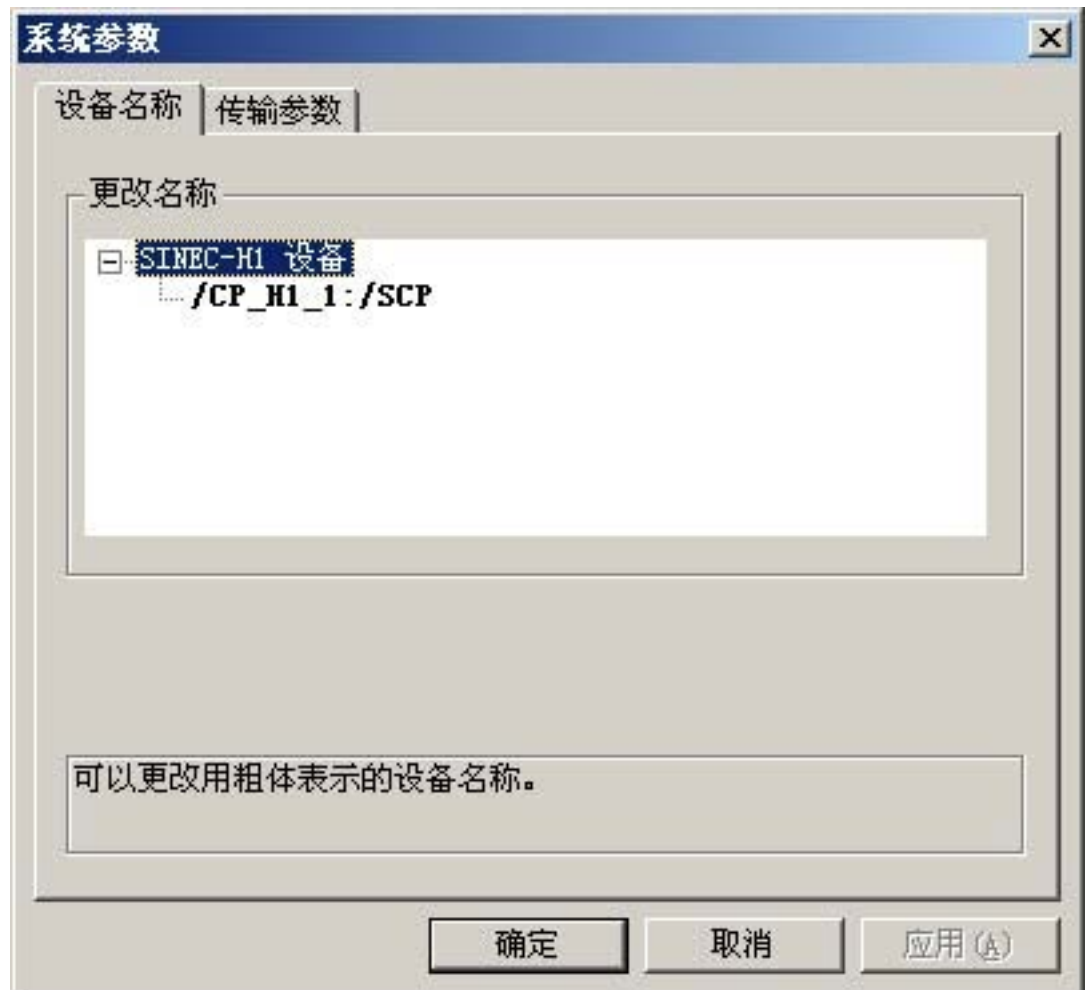 系统参数
设备名称 传输参数
更改名称
SINEC-H1 设备
/CP_H1_1:/SCP
可以更改用粗体表示的设备名称。
确定 取消 应用(A)